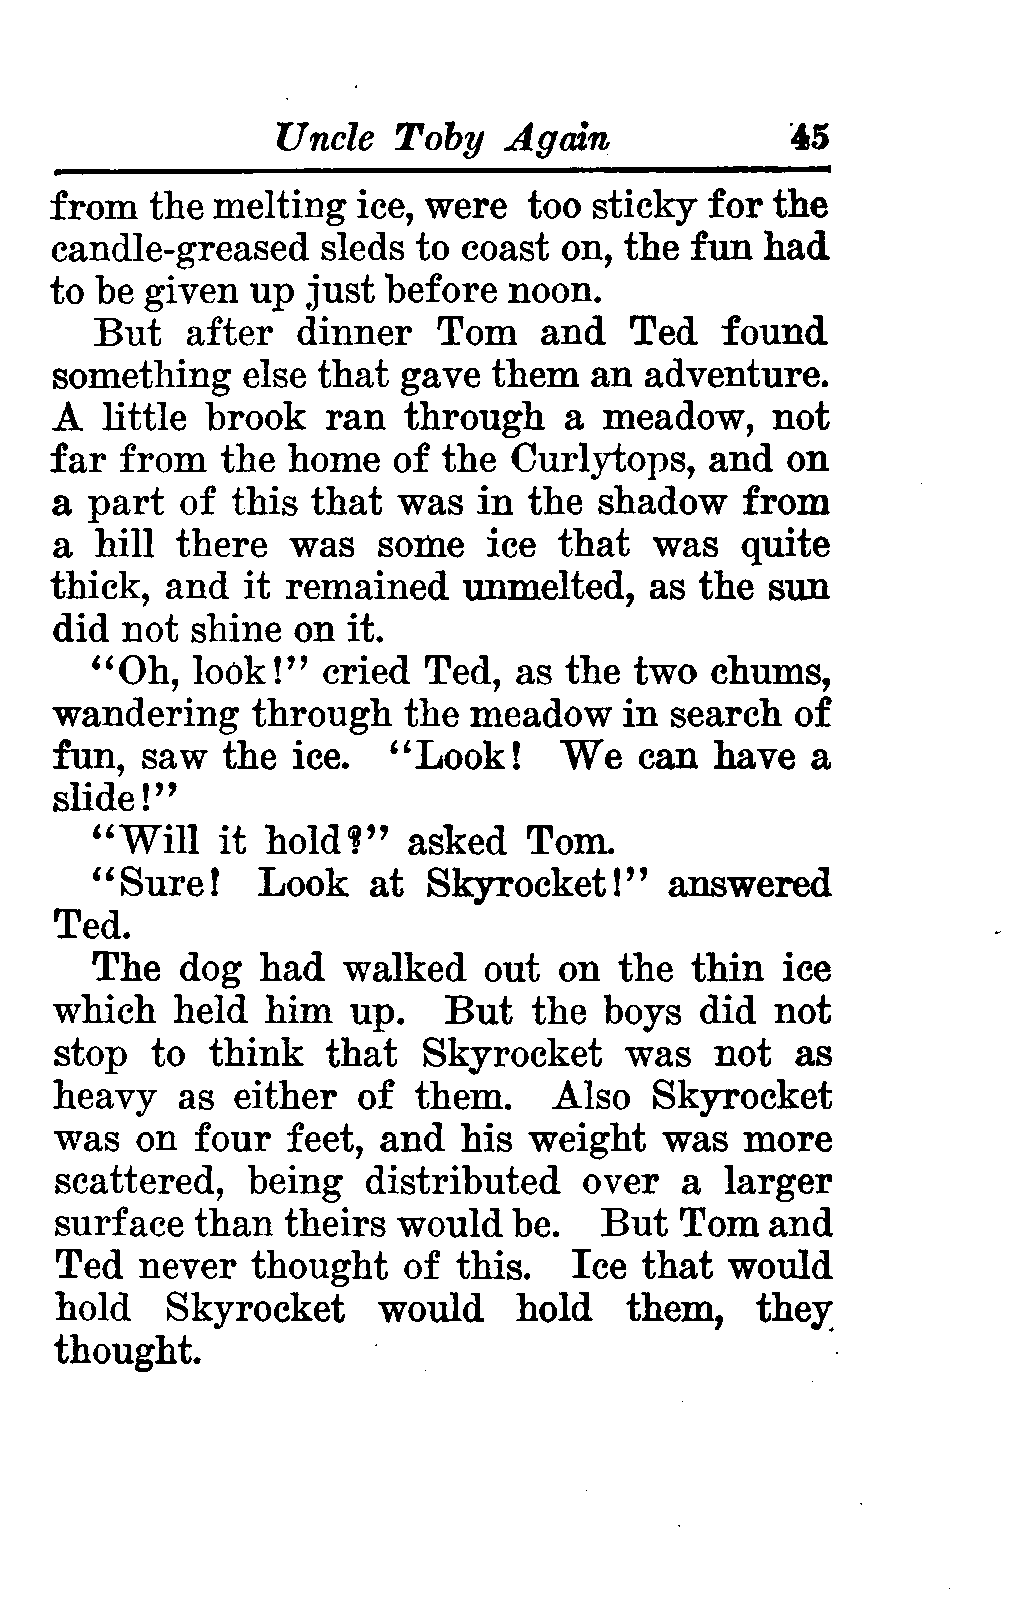 Uncle Toby Again 45
from the melting ice, were too sticky for the
candle-greased sleds to coast on, the fun had
to be given up just before noon.
But after dinner Tom and Ted found
something else that gave them an adventure.
A little brook ran through a meadow, not
far from the home of the Curlytops, and on
a part of this that was in the shadow from
a hill there was some ice that was quite
thick, and it remained unmelted, as the sun
did not shine on it.
“Oh, look!” cried Ted, as the two chums,
wandering through the meadow in search of
fun, saw the ice. “Look! We can have a
slide!”
“Will it hold?” asked Tom.
“Sure! Look at Skyrocket!” answered
Ted.
The dog had walked out on the thin ice
which held him up. But the boys did not
stop to think that Skyrocket was not as
heavy as either of them. Also Skyrocket
was on four feet, and his weight was more
scattered, being distributed over a larger
surface than theirs would be. But Tom and
Ted never thought of this. Ice that would
hold Skyrocket would hold them, they
thought.